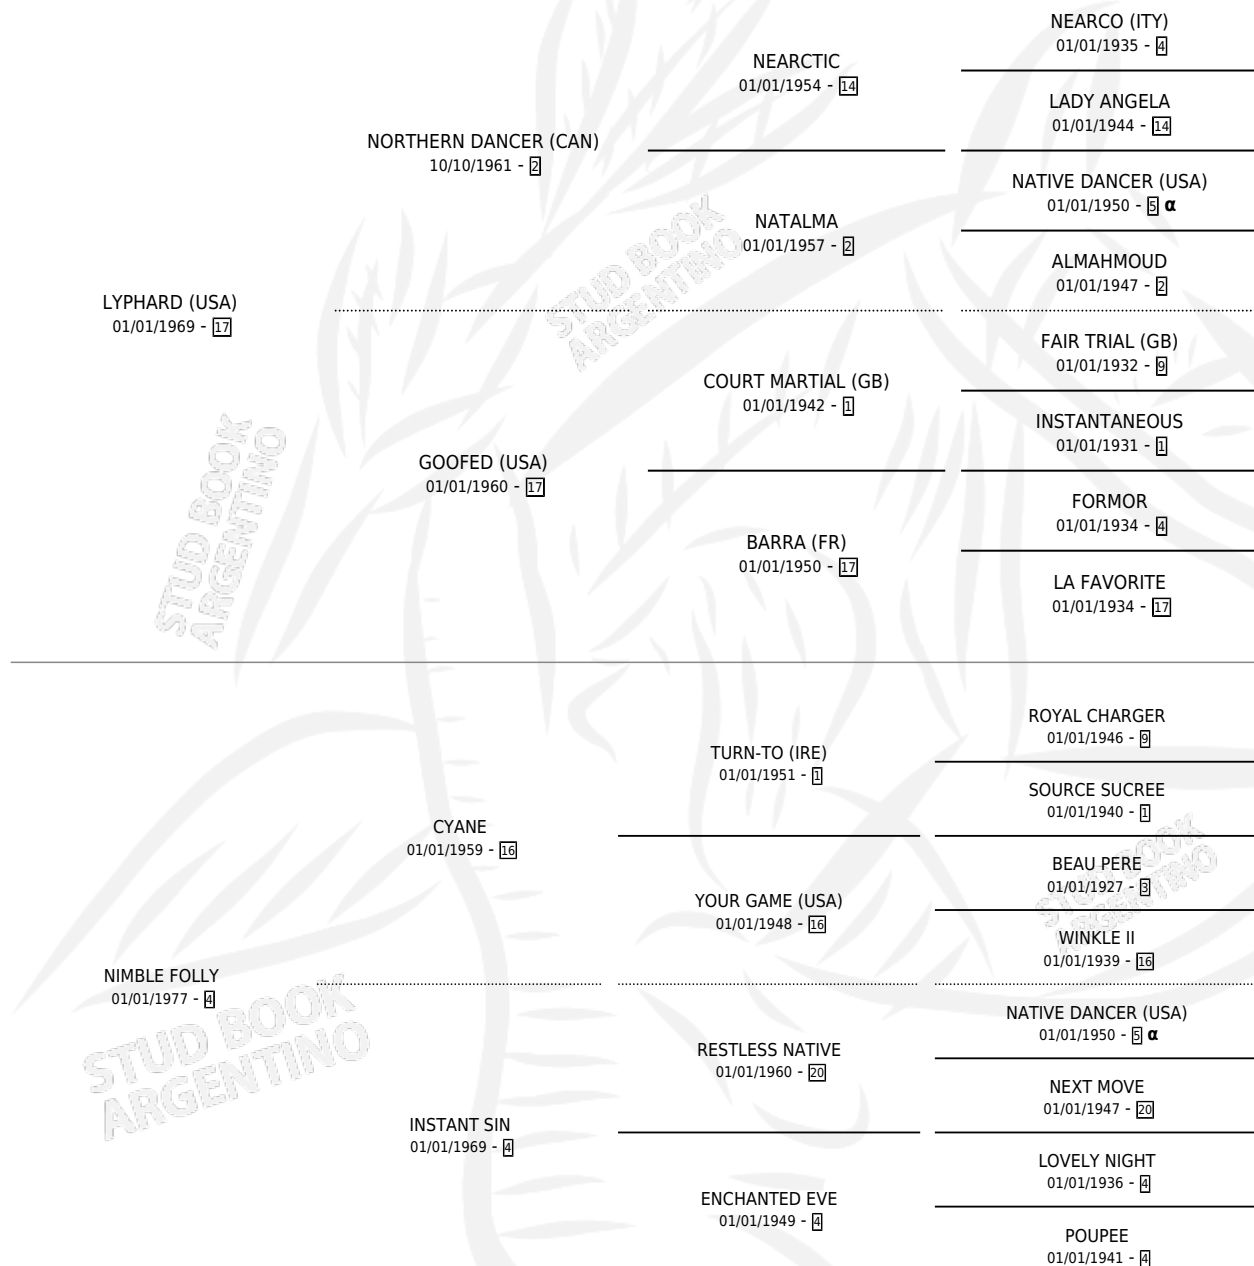 NEARCO (ITY)
01/01/1935 - 4
NEARCTIC
01/01/1954 - 14
LADY ANGELA
01/01/1944 - 14
NORTHERN DANCER (CAN)
10/10/1961 - 2
NATIVE DANCER (USA)
01/01/1950 - 5 α
NATALMA
01/01/1957 - 2
ALMAHMOUD
01/01/1947 - 2
LYPHARD (USA)
01/01/1969 - 17
FAIR TRIAL (GB)
01/01/1932 - 9
COURT MARTIAL (GB)
01/01/1942 - 1
INSTANTANEOUS
01/01/1931 - 1
GOOFED (USA)
01/01/1960 - 17
FORMOR
01/01/1934 - 4
BARRA (FR)
01/01/1950 - 17
LA FAVORITE
01/01/1934 - 17
ROYAL CHARGER
01/01/1946 - 9
TURN-TO (IRE)
01/01/1951 - 1
SOURCE SUCREE
01/01/1940 - 1
CYANE
01/01/1959 - 16
BEAU PERE
01/01/1927 - 3
YOUR GAME (USA)
01/01/1948 - 16
WINKLE II
01/01/1939 - 16
NIMBLE FOLLY
01/01/1977 - 4
NATIVE DANCER (USA)
01/01/1950 - 5 α
RESTLESS NATIVE
01/01/1960 - 20
NEXT MOVE
01/01/1947 - 20
INSTANT SIN
01/01/1969 - 4
LOVELY NIGHT
01/01/1936 - 4
ENCHANTED EVE
01/01/1949 - 4
POUPEE
01/01/1941 - 4
STUD BOOK
ARGENTINO
STUD BOOK
ARGENTINO
STUD BOOK
ARGENTINO
STUD BOOK
ARGENTINO